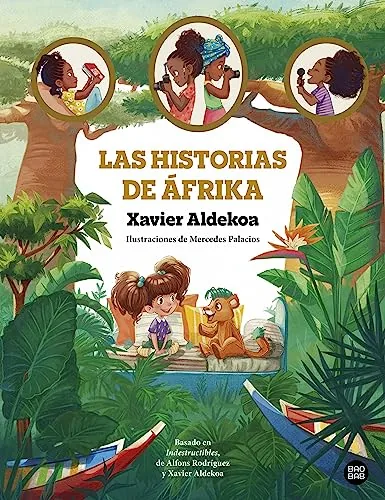 LAS HISTORIAS
DE ÁFRIKA
Xavier Aldekoa
Ilustraciones de Mercedes Palacios
Basado en
Indestructibles,
de Alfons Rodríguez
y Xavier Aldekoa
BAO
BAB